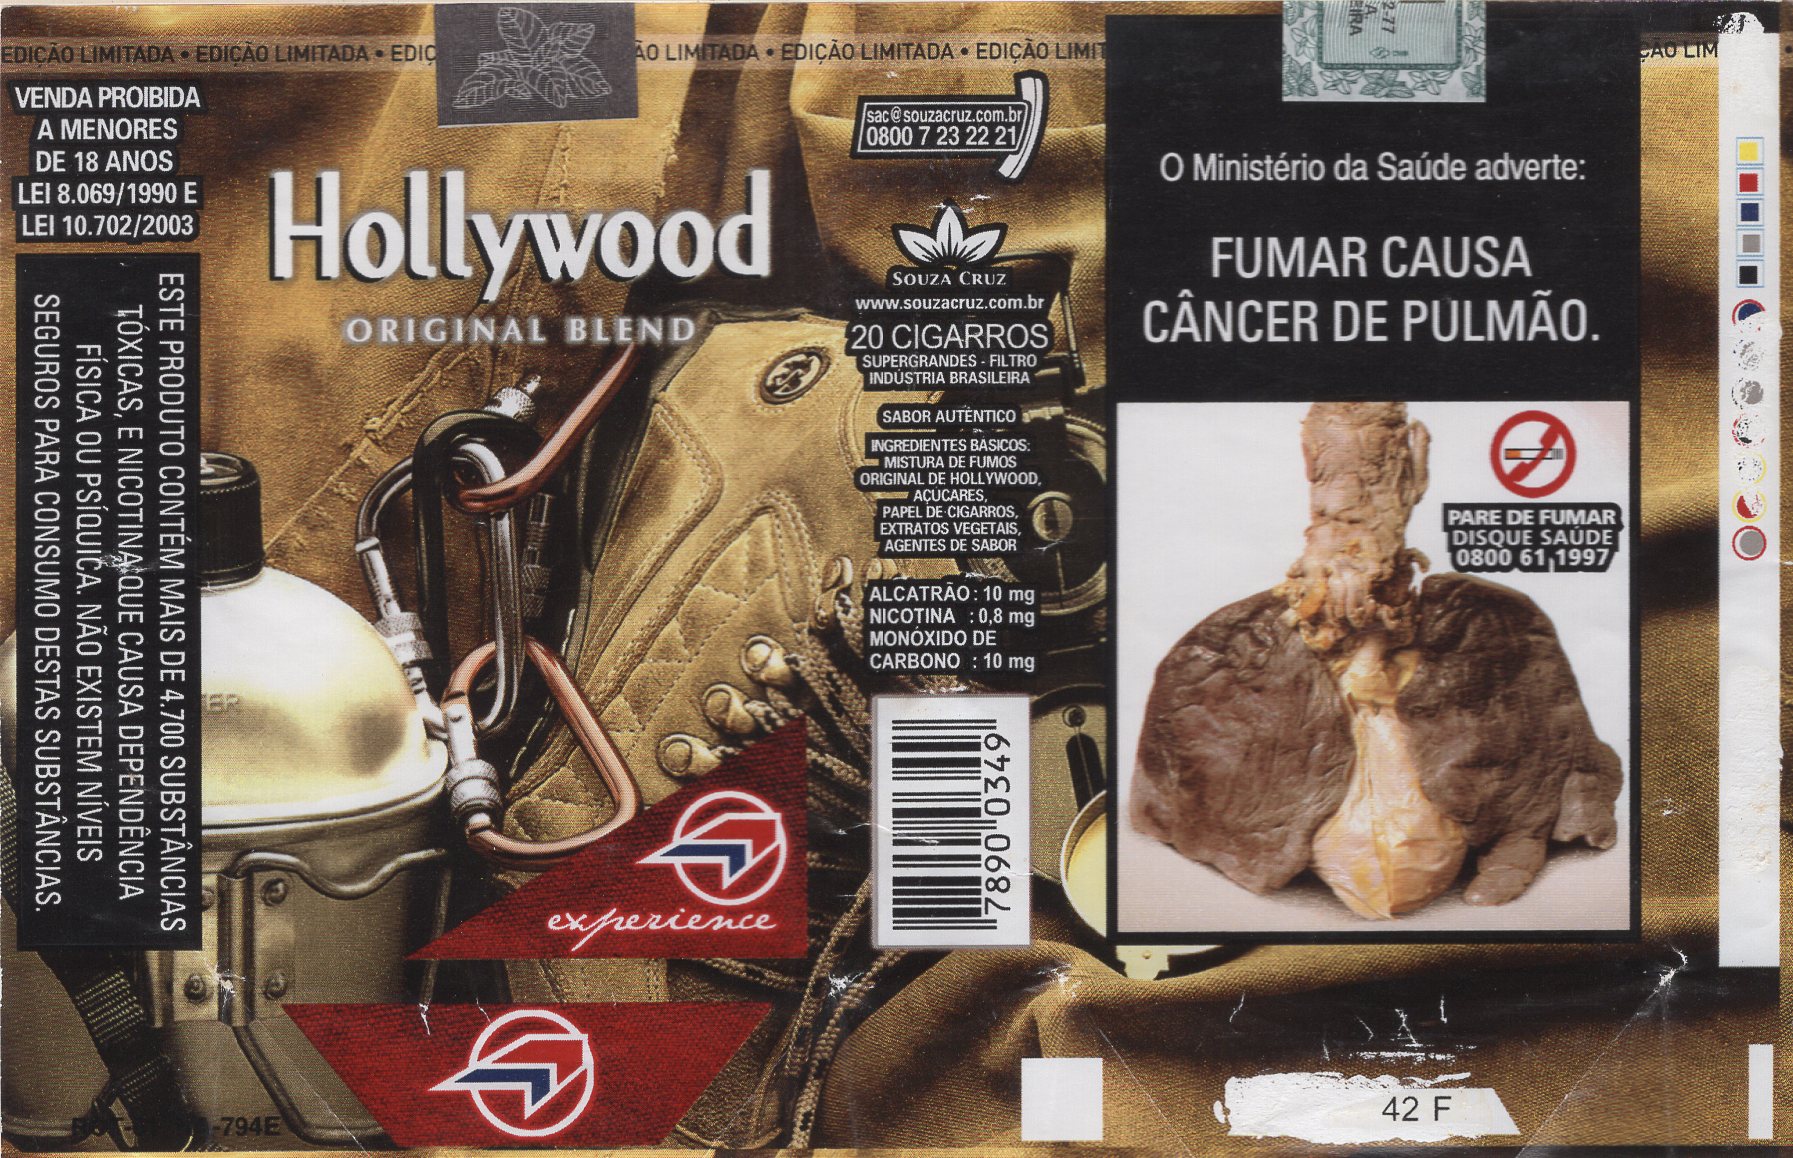 EDIÇÃO LIMITADA • EDIÇÃO LIMITADA • EDIÇ
ÃO LIMITADA • EDIÇÃO LIMITADA • EDIÇÃO LIMIT
ÇÃO LIM
VENDA PROIBIDA
A MENORES
DE 18 ANOS
LEI 8.069/1990 E
LEI 10.702/2003
ESTE PRODUTO CONTÉM MAIS DE 4.700 SUBSTÂNCIAS
TÓXICAS, E NICOTINA QUE CAUSA DEPENDÊNCIA
FÍSICA OU PSÍQUICA. NÃO EXISTEM NÍVEIS
SEGUROS PARA CONSUMO DESTAS SUBSTÂNCIAS.
Hollywood
ORIGINAL BLEND
experience
sac@souzacruz.com.br
0800 7 23 22 21
SOUZA CRUZ
www.souzacruz.com.br
20 CIGARROS
SUPERGRANDES - FILTRO
INDÚSTRIA BRASILEIRA
SABOR AUTÊNTICO
INGREDIENTES BÁSICOS:
MISTURA DE FUMOS
ORIGINAL DE HOLLYWOOD,
AÇÚCARES,
PAPEL DE CIGARROS,
EXTRATOS VEGETAIS,
AGENTES DE SABOR
ALCATRÃO : 10 mg
NICOTINA : 0,8 mg
MONÓXIDO DE
CARBONO : 10 mg
78900349
O Ministério da Saúde adverte:
FUMAR CAUSA
CÂNCER DE PULMÃO.
PARE DE FUMAR
DISQUE SAÚDE
0800 61 1997
42 F
-794E